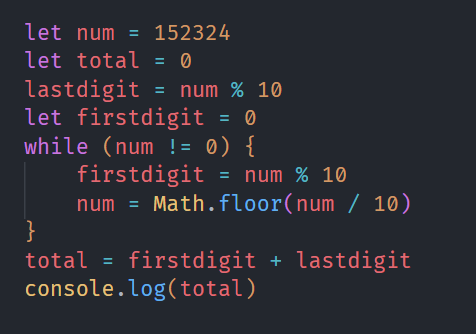 let num = 152324
let total = 0
lastdigit = num % 10
let firstdigit = 0
while (num != 0) {
    firstdigit = num % 10
    num = Math.floor(num / 10)
}
total = firstdigit + lastdigit
console.log(total)